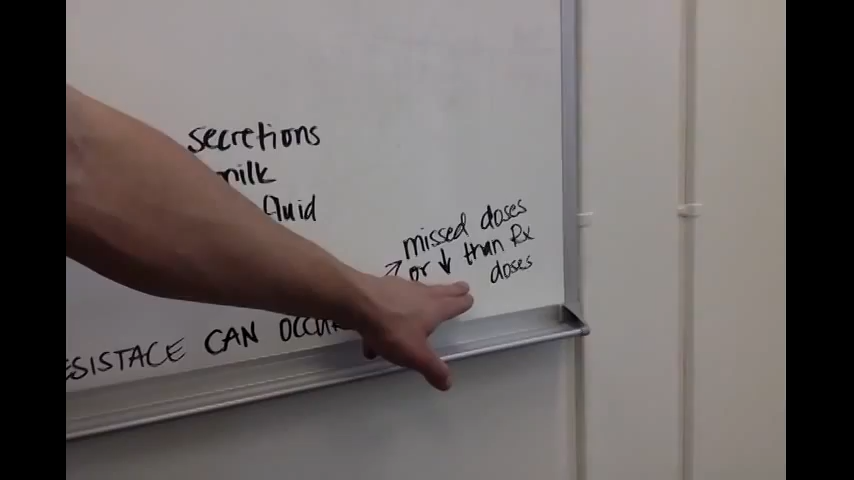 secretions
milk
fluid
missed doses
or ↓ than Rx
doses
ESISTACE CAN OCCUR